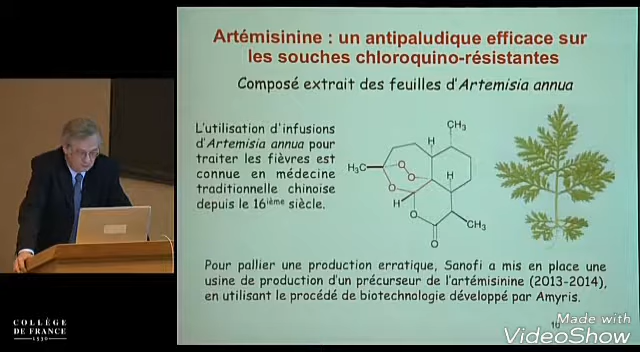 Artémisinine : un antipaludique efficace sur
les souches chloroquino-résistantes
Composé extrait des feuilles d'Artemisia annua
L'utilisation d'infusions
d'Artemisia annua pour
traiter les fièvres est
connue en médecine
traditionnelle chinoise
depuis le 16ième siècle.
CH₃
H
H₃C
O
O
H
O
H
O
CH₃
O
Pour pallier une production erratique, Sanofi a mis en place une
usine de production d'un précurseur de l'artémisinine (2013-2014),
en utilisant le procédé de biotechnologie développé par Amyris.
COLLÈGE
DE FRANCE
1530
Made with
VideoShow